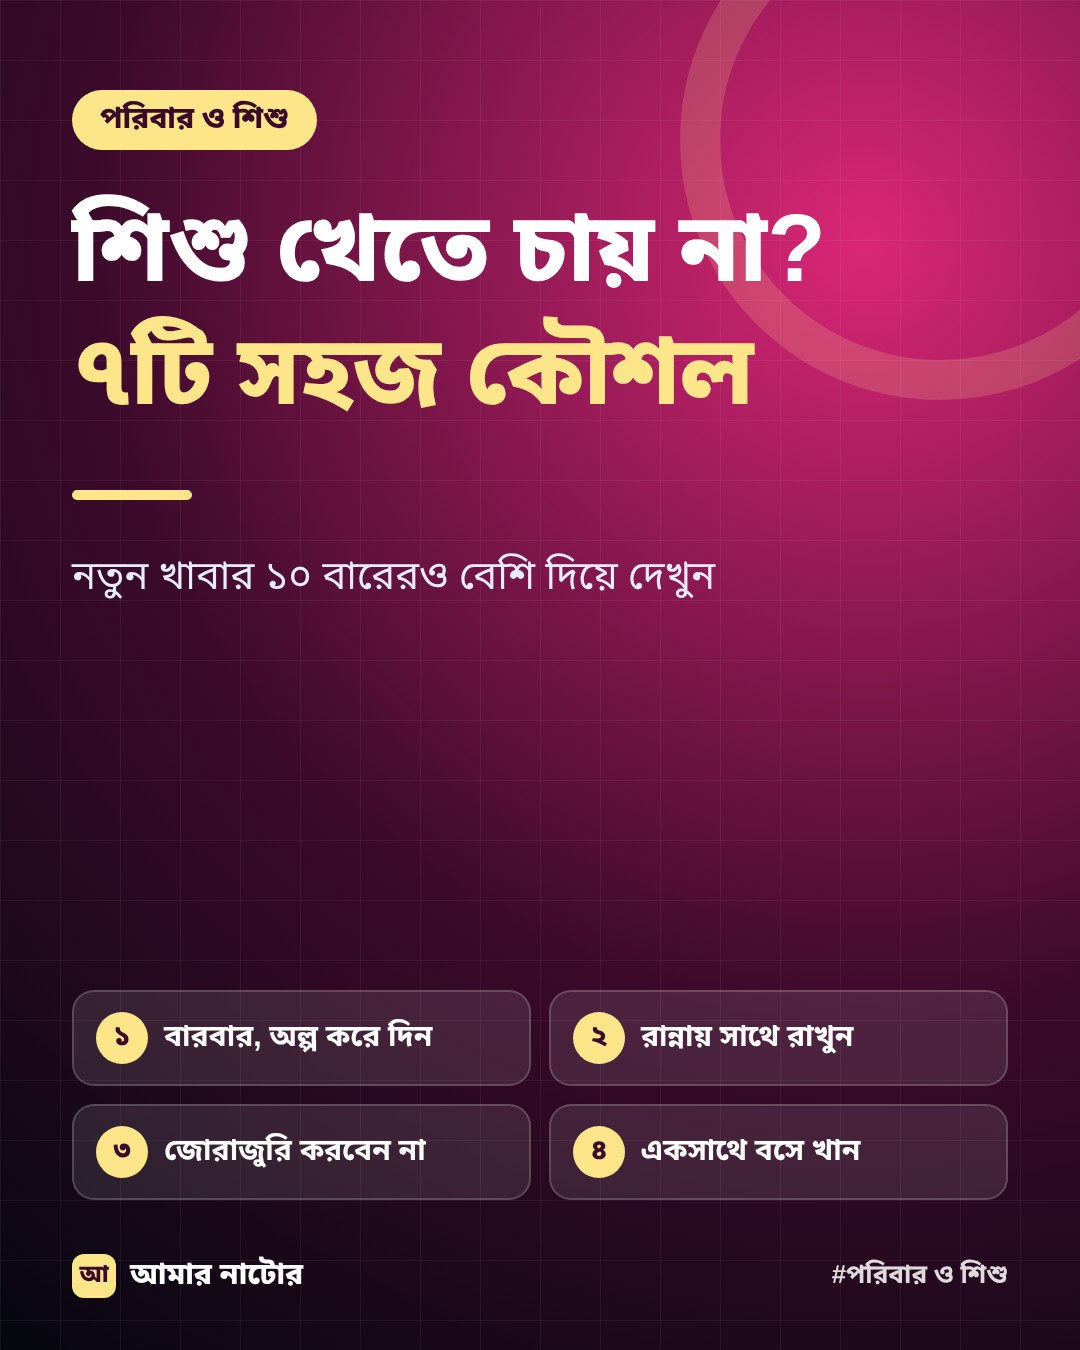 পরিবার ও শিশু
শিশু খেতে চায় না?
৭টি সহজ কৌশল
নতুন খাবার ১০ বারেরও বেশি দিয়ে দেখুন
১ বারবার, অল্প করে দিন
২ রান্নায় সাথে রাখুন
৩ জোরাজুরি করবেন না
৪ একসাথে বসে খান
আ আমার নাটোর
#পরিবার ও শিশু